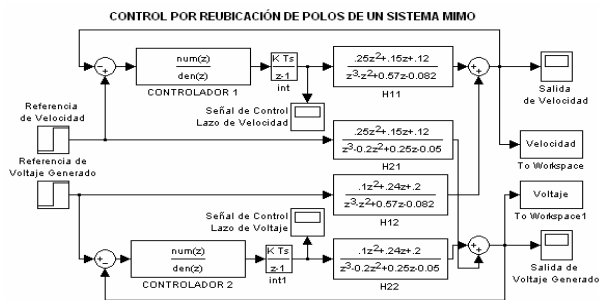 CONTROL POR REUBICACIÓN DE POLOS DE UN SISTEMA MIMO
num(z)
den(z)
CONTROLADOR 1
K Ts
z-1
int
.25z²+.15z+.12
z³-z²+0.57z-0.082
H11
Salida
de Velocidad
Referencia
de Velocidad
Señal de Control
Lazo de Velocidad
.25z²+.15z+.12
z³-0.2z²+0.25z-0.05
H21
Velocidad
To Workspace
Referencia de
Voltaje Generado
.1z²+.24z+.2
z³-z²+0.57z-0.082
H12
Voltaje
To Workspace1
Señal de Control
Lazo de Voltaje
num(z)
den(z)
CONTROLADOR 2
K Ts
z-1
int1
.1z²+.24z+.2
z³-0.2z²+0.25z-0.05
H22
Salida de
Voltaje Generado